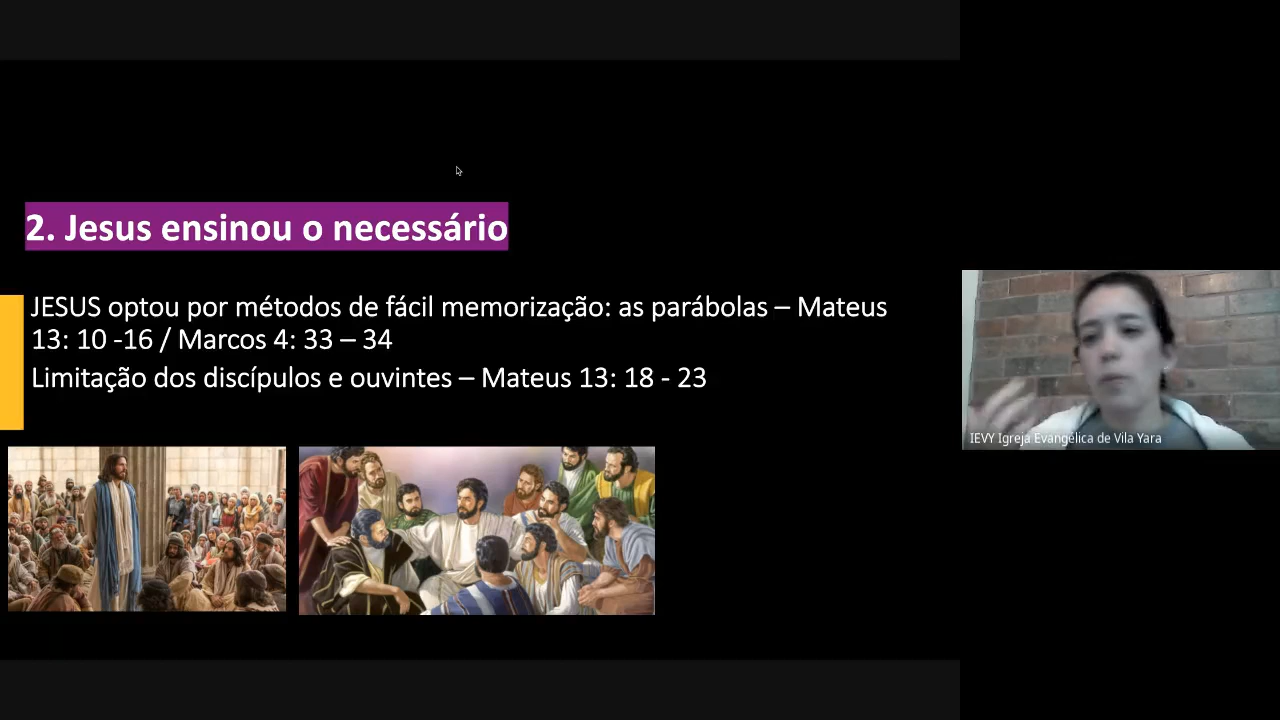 2. Jesus ensinou o necessário
JESUS optou por métodos de fácil memorização: as parábolas – Mateus
13: 10 -16 / Marcos 4: 33 – 34
Limitação dos discípulos e ouvintes – Mateus 13: 18 - 23
IEVY Igreja Evangélica de Vila Yara